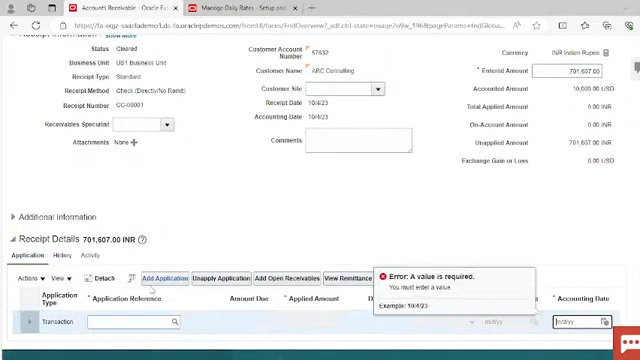 Accounts Receivable - Oracle Fu
Manage Daily Rates - Setup and
Receipt Information Show More
Status Cleared
Business Unit US1 Business Unit
Receipt Type Standard
Receipt Method Check (Directly/No Remit)
Receipt Number CC-00001
Receivables Specialist
Attachments None
Customer Account Number 57632
Customer Name ABC Consulting
Customer Site
Receipt Date 10/4/23
Accounting Date 10/4/23
Comments
Currency INR Indian Rupee
* Entered Amount 701,607.00
Accounted Amount 10,000.00 USD
Total Applied Amount 0.00 INR
On-Account Amount 0.00 INR
Unapplied Amount 701,607.00 INR
Exchange Gain or Loss 0.00 USD
Additional Information
Receipt Details 701,607.00 INR
Application History Activity
Actions View Detach Add Application Unapply Application Add Open Receivables View Remittance
Error: A value is required.
You must enter a value.
Example: 10/4/23
Application Type * Application Reference Amount Due * Applied Amount * Accounting Date
Transaction m/d/yy m/d/yy